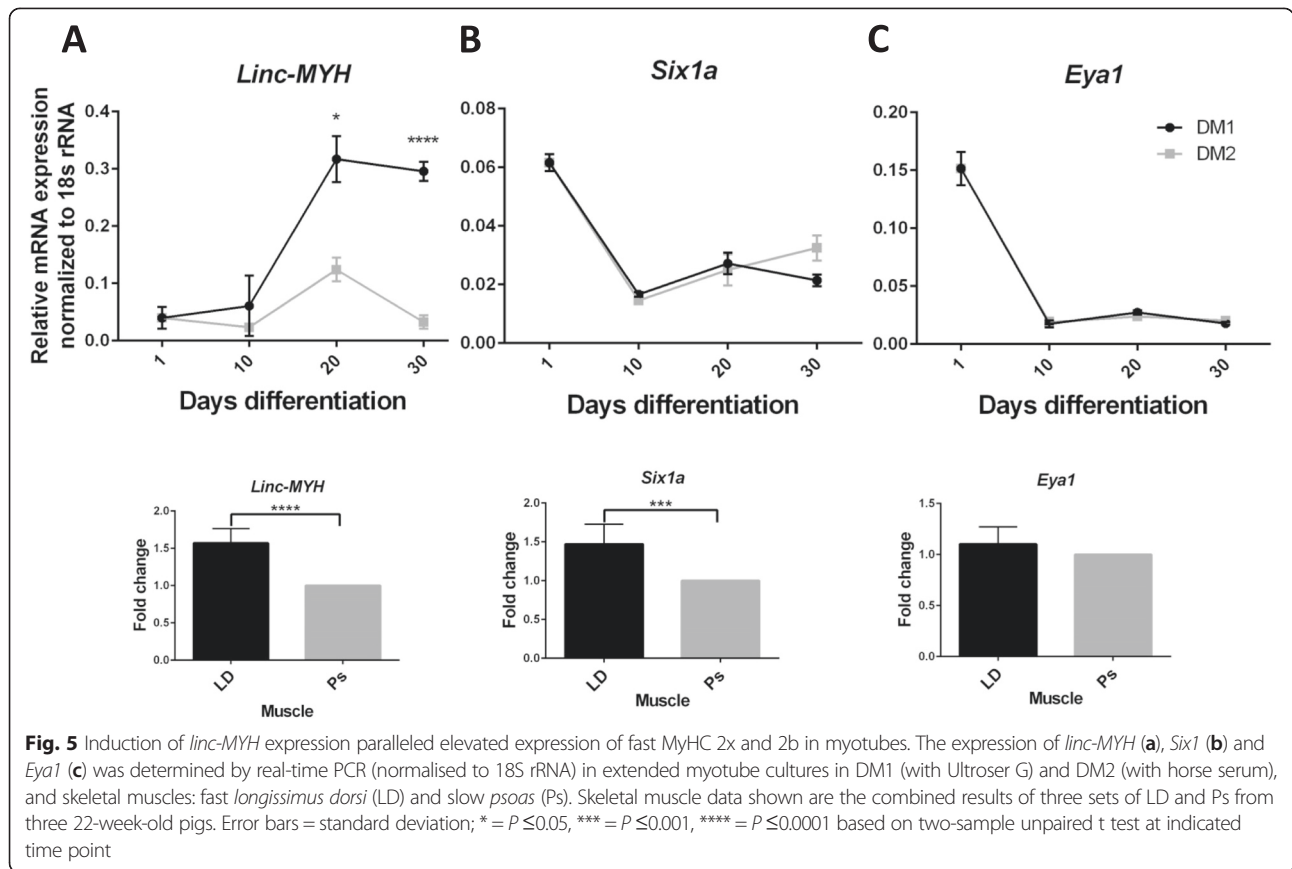 A
B
C
Linc-MYH
Six1a
Eya1
Relative mRNA expression
normalized to 18s rRNA
0.4
0.3
0.2
0.1
0.0
*
****
1
10
20
30
Days differentiation
0.08
0.06
0.04
0.02
0.00
1
10
20
30
Days differentiation
0.20
0.15
0.10
0.05
0.00
DM1
DM2
1
10
20
30
Days differentiation
Linc-MYH
****
Fold change
2.0
1.5
1.0
0.5
0.0
LD
Ps
Muscle
Six1a
***
Fold change
2.0
1.5
1.0
0.5
0.0
LD
Ps
Muscle
Eya1
Fold change
1.5
1.0
0.5
0.0
LD
Ps
Muscle
Fig. 5 Induction of linc-MYH expression paralleled elevated expression of fast MyHC 2x and 2b in myotubes. The expression of linc-MYH (a), Six1 (b) and
Eya1 (c) was determined by real-time PCR (normalised to 18S rRNA) in extended myotube cultures in DM1 (with Ultroser G) and DM2 (with horse serum),
and skeletal muscles: fast longissimus dorsi (LD) and slow psoas (Ps). Skeletal muscle data shown are the combined results of three sets of LD and Ps from
three 22-week-old pigs. Error bars = standard deviation; * = P ≤0.05, *** = P ≤0.001, **** = P ≤0.0001 based on two-sample unpaired t test at indicated
time point